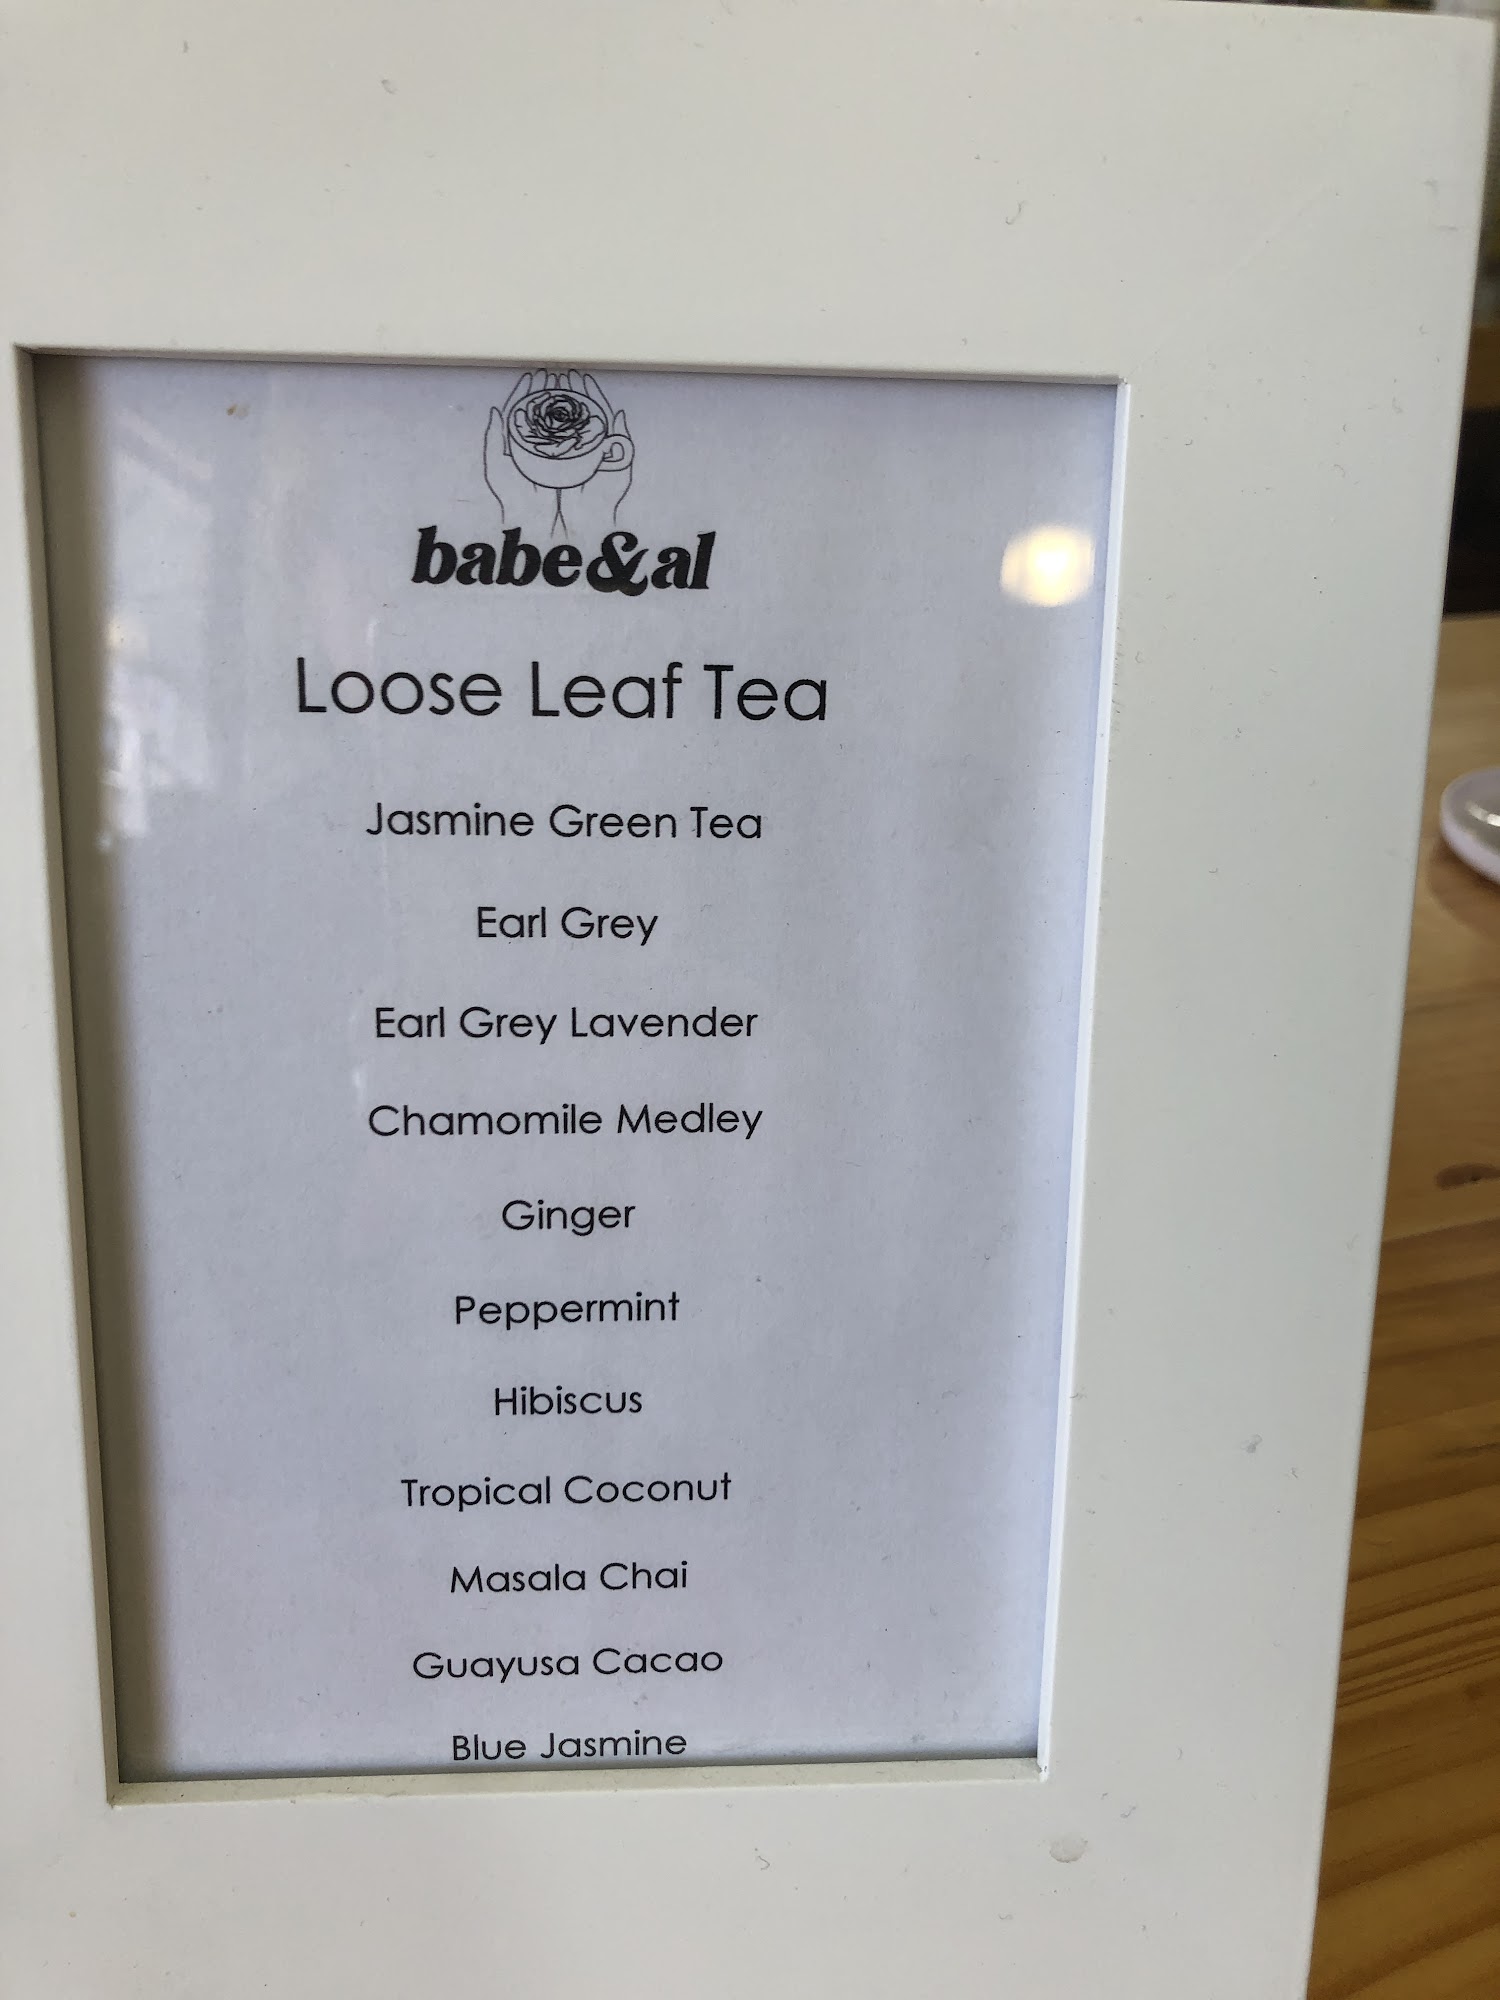 babe&al
Loose Leaf Tea
Jasmine Green Tea
Earl Grey
Earl Grey Lavender
Chamomile Medley
Ginger
Peppermint
Hibiscus
Tropical Coconut
Masala Chai
Guayusa Cacao
Blue Jasmine